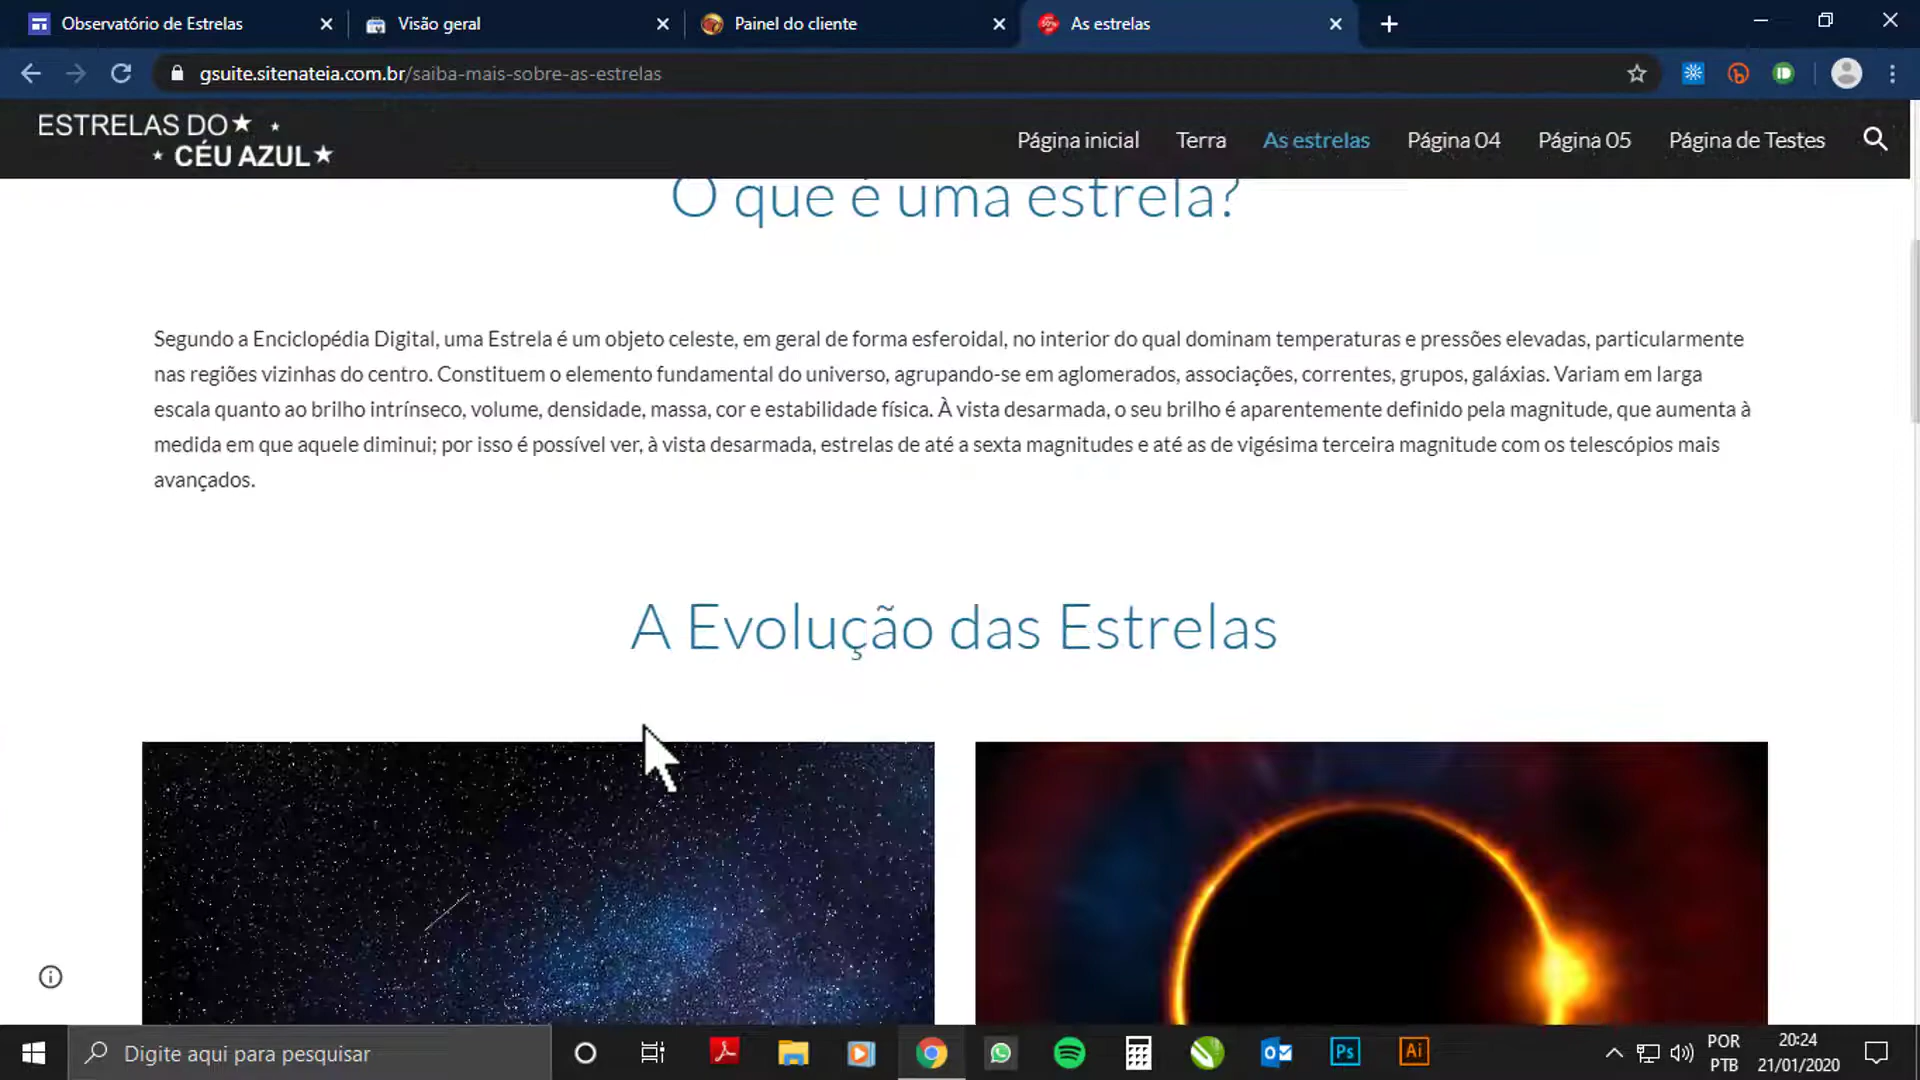 Observatório de Estrelas
Visão geral
Painel do cliente
As estrelas
gsuite.sitenateia.com.br/saiba-mais-sobre-as-estrelas
ESTRELAS DO
CÉU AZUL
Página inicial
Terra
As estrelas
Página 04
Página 05
Página de Testes
O que é uma estrela?
Segundo a Enciclopédia Digital, uma Estrela é um objeto celeste, em geral de forma esferoidal, no interior do qual dominam temperaturas e pressões elevadas, particularmente
nas regiões vizinhas do centro. Constituem o elemento fundamental do universo, agrupando-se em aglomerados, associações, correntes, grupos, galáxias. Variam em larga
escala quanto ao brilho intrínseco, volume, densidade, massa, cor e estabilidade física. À vista desarmada, o seu brilho é aparentemente definido pela magnitude, que aumenta à
medida em que aquele diminui; por isso é possível ver, à vista desarmada, estrelas de até a sexta magnitudes e até as de vigésima terceira magnitude com os telescópios mais
avançados.
A Evolução das Estrelas
Digite aqui para pesquisar
Ps
Ai
POR
PTB
20:24
21/01/2020